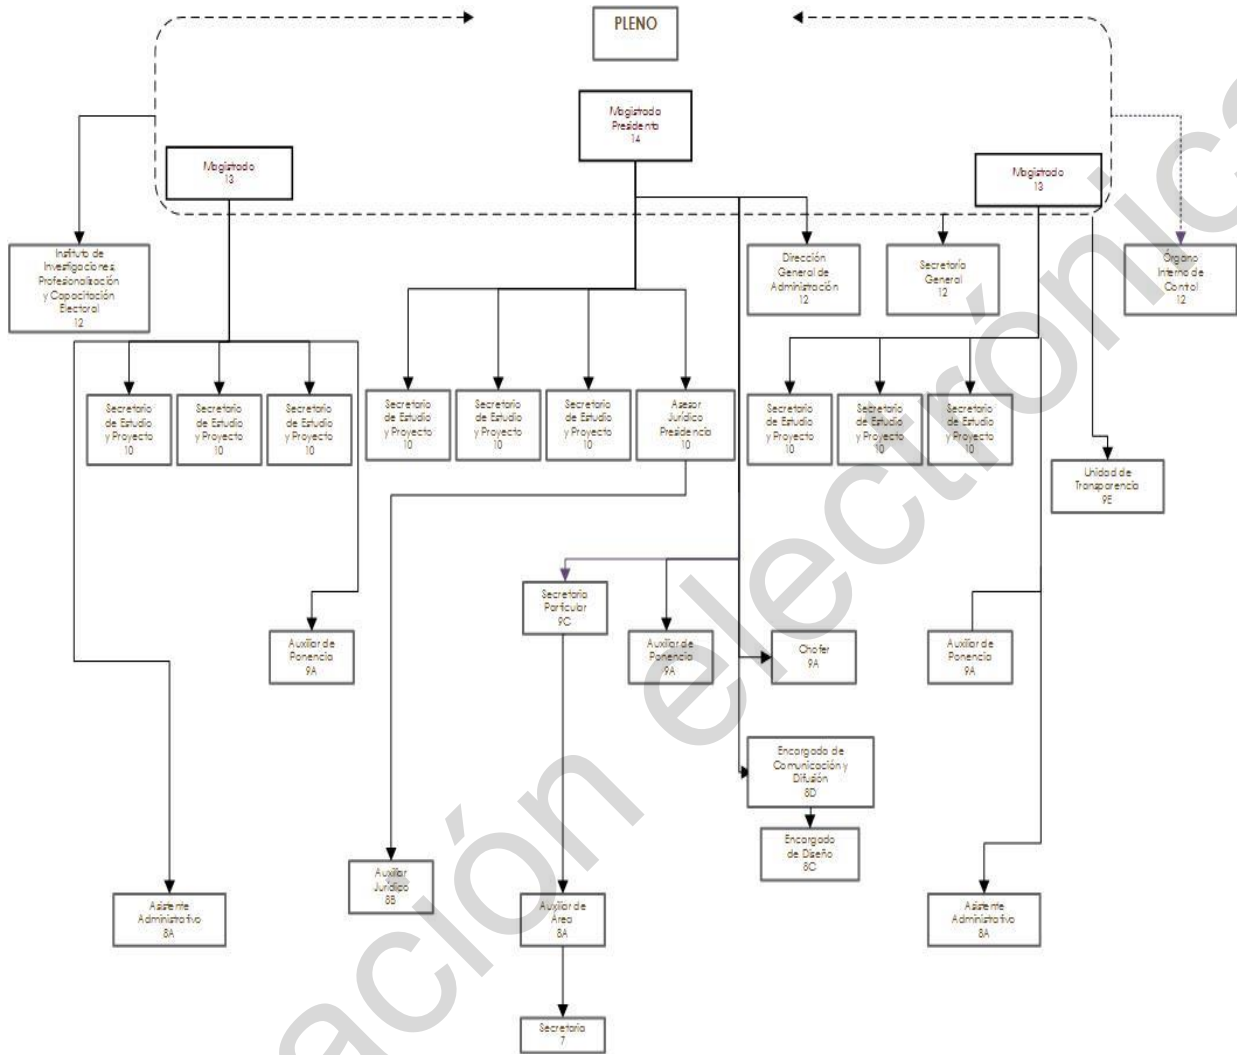 PLENO
Magistrado
Presidente
14
Magistrado
13
Magistrado
13
Instituto de
Investigaciones,
Profesionalización
y Capacitación
Electoral
12
Dirección
General de
Administración
12
Secretaría
General
12
Órgano
Interno de
Control
12
Secretario
de Estudio
y Proyecto
10
Secretario
de Estudio
y Proyecto
10
Secretario
de Estudio
y Proyecto
10
Secretario
de Estudio
y Proyecto
10
Secretario
de Estudio
y Proyecto
10
Secretario
de Estudio
y Proyecto
10
Asesor
Jurídico
Presidencia
10
Secretario
de Estudio
y Proyecto
10
Secretario
de Estudio
y Proyecto
10
Secretario
de Estudio
y Proyecto
10
Unidad de
Transparencia
9E
Secretario
Particular
9C
Auxiliar de
Ponencia
9A
Auxiliar de
Ponencia
9A
Chofer
9A
Auxiliar de
Ponencia
9A
Encargado de
Comunicación y
Difusión
8D
Encargado
de Diseño
8C
Auxiliar
Jurídico
8B
Asistente
Administrativo
8A
Auxiliar de
Área
8A
Asistente
Administrativo
8A
Secretaria
7
ación electrónica